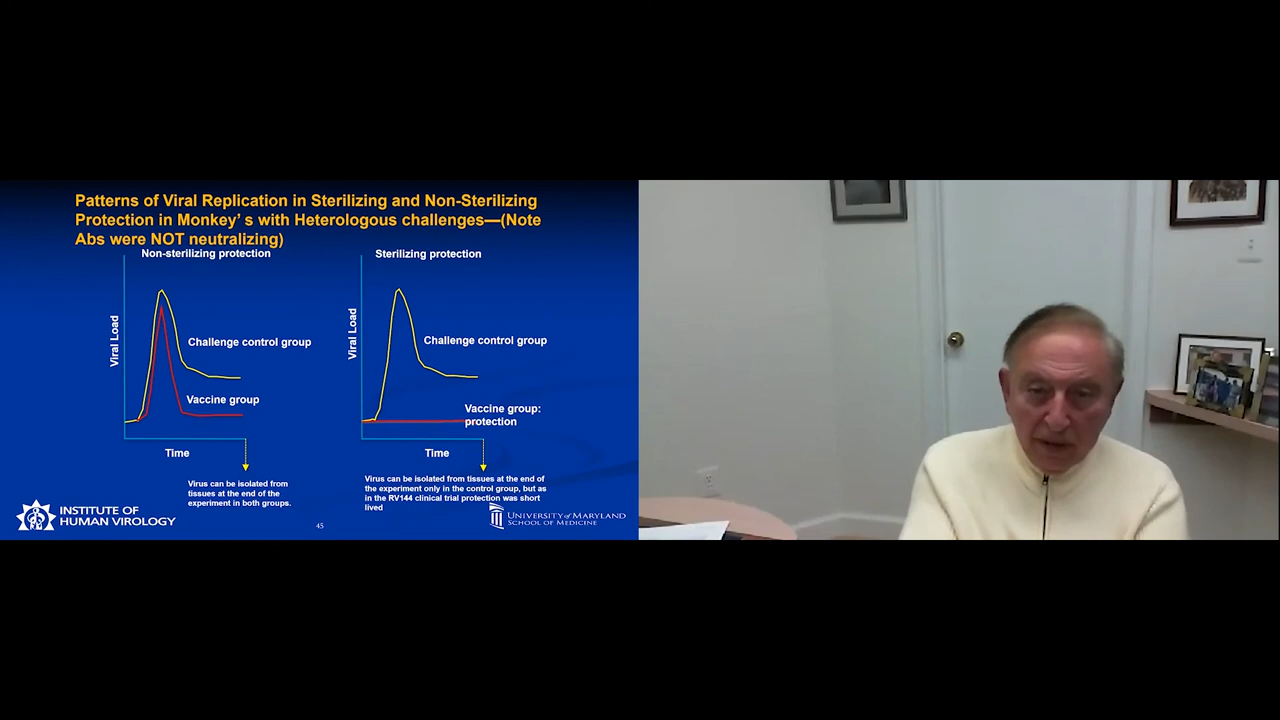 Patterns of Viral Replication in Sterilizing and Non-Sterilizing
Protection in Monkey’ s with Heterologous challenges—(Note
Abs were NOT neutralizing)
Non-sterilizing protection
Viral Load
Challenge control group
Vaccine group
Time
Virus can be isolated from
tissues at the end of the
experiment in both groups.
Sterilizing protection
Viral Load
Challenge control group
Vaccine group:
protection
Time
Virus can be isolated from tissues at the end of
the experiment only in the control group, but as
in the RV144 clinical trial protection was short
lived
INSTITUTE OF
HUMAN VIROLOGY
45
UNIVERSITY of MARYLAND
SCHOOL OF MEDICINE